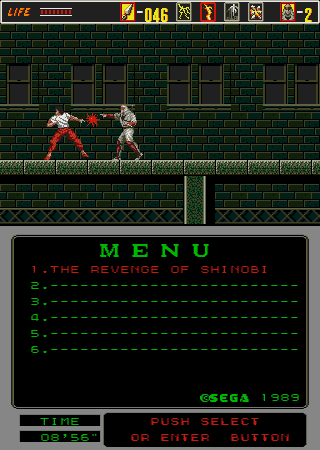 LIFE -046 -2
MENU
1.THE REVENGE OF SHINOBI
2.--------------------------
3.--------------------------
4.--------------------------
5.--------------------------
6.--------------------------
©SEGA 1989
TIME
08'56"
PUSH SELECT
OR ENTER BUTTON